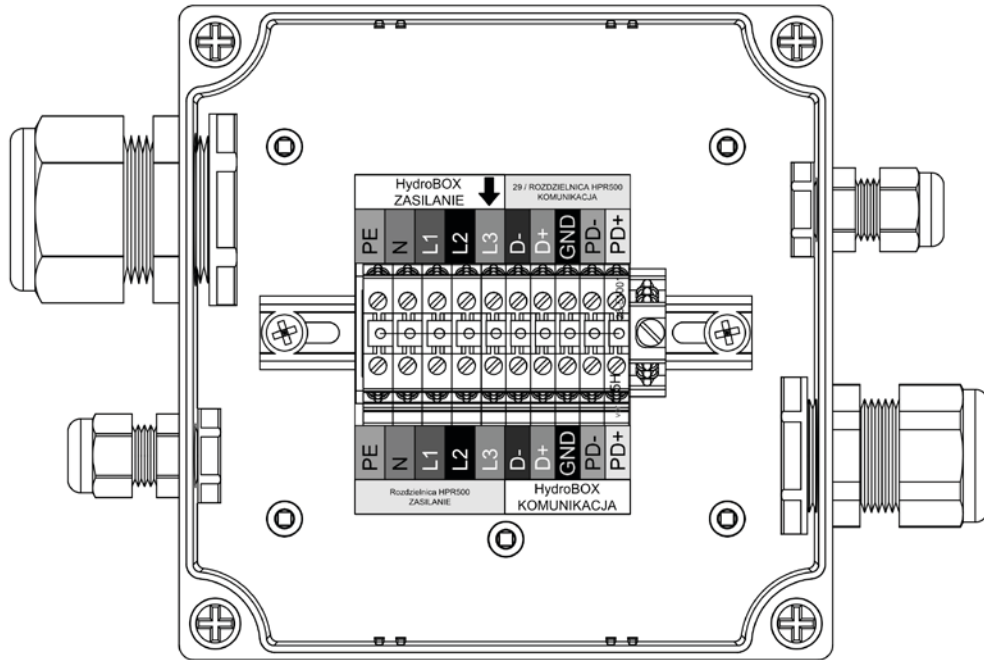 HydroBOX
ZASILANIE
29 / ROZDZIELNICA HPR500
KOMUNIKACJA
PE N L1 L2 L3 D- D+ GND PD- PD+
PE N L1 L2 L3 D- D+ GND PD- PD+
Rozdzielnica HPR500
ZASILANIE
HydroBOX
KOMUNIKACJA